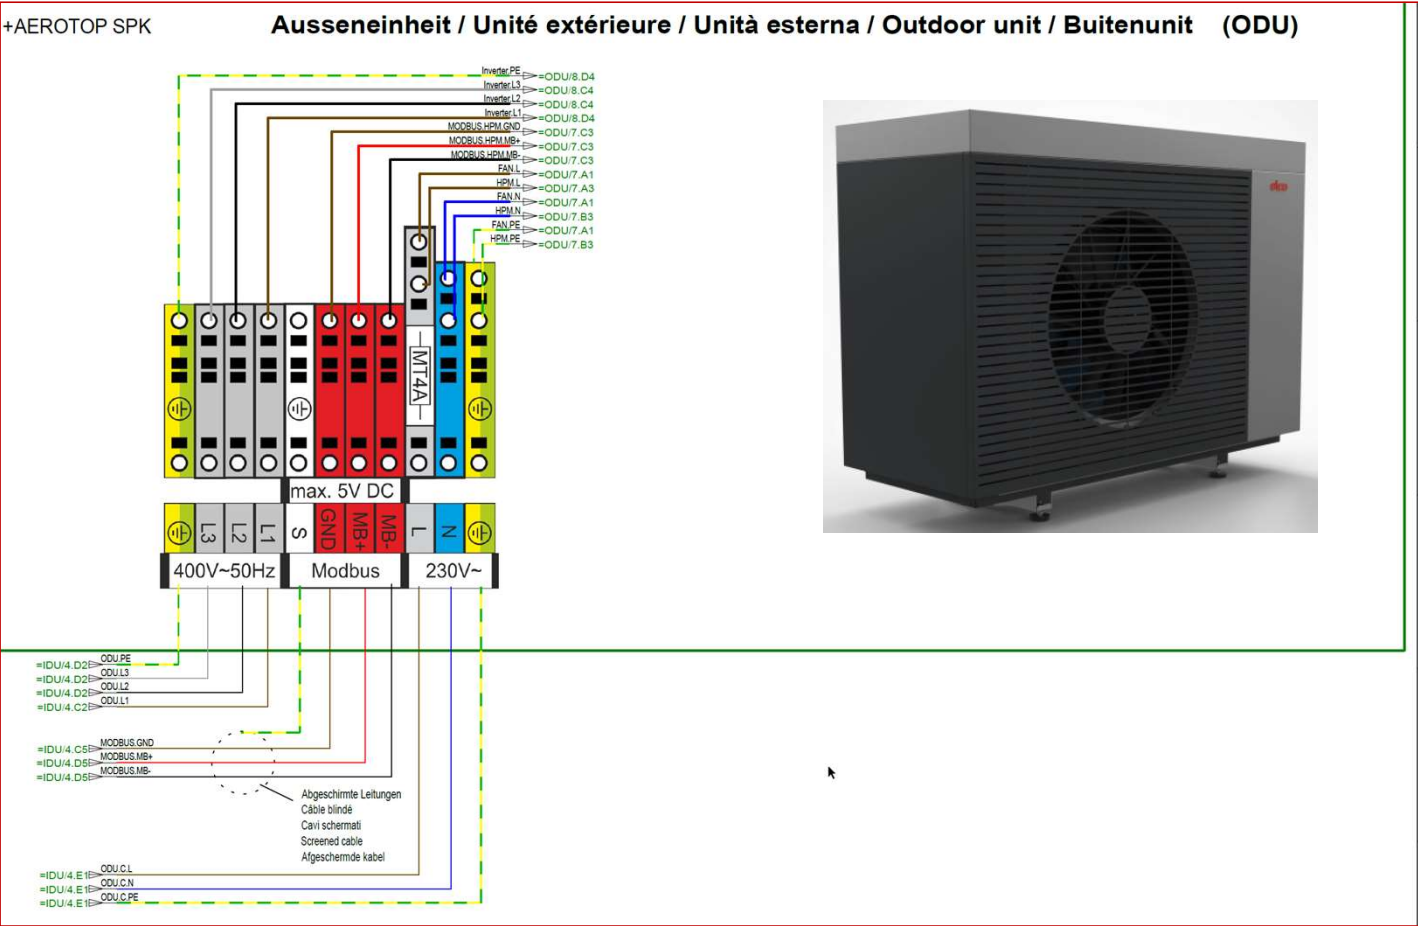 +AEROTOP SPK
Ausseneinheit / Unité extérieure / Unità esterna / Outdoor unit / Buitenunit (ODU)
Inverter.PE =ODU/8.D4
Inverter.L3 =ODU/8.C4
Inverter.L2 =ODU/8.C4
Inverter.L1 =ODU/8.D4
MODBUS.HPM.GND =ODU/7.C3
MODBUS.HPM.MB+ =ODU/7.C3
MODBUS.HPM.MB- =ODU/7.C3
FAN.L =ODU/7.A1
HPM.L =ODU/7.A3
FAN.N =ODU/7.A1
HPM.N =ODU/7.B3
FAN.PE =ODU/7.A1
HPM.PE =ODU/7.B3
elco
MT4A
max. 5V DC
L3 L2 L1 S GND MB+ MB- L N
400V~50Hz Modbus 230V~
=IDU/4.D2 ODU.PE
=IDU/4.D2 ODU.L3
=IDU/4.D2 ODU.L2
=IDU/4.C2 ODU.L1
=IDU/4.C5 MODBUS.GND
=IDU/4.D5 MODBUS.MB+
=IDU/4.D5 MODBUS.MB-
Abgeschirmte Leitungen
Câble blindé
Cavi schermati
Screened cable
Afgeschermde kabel
=IDU/4.E1 ODU.C.L
=IDU/4.E1 ODU.C.N
=IDU/4.E1 ODU.C.PE